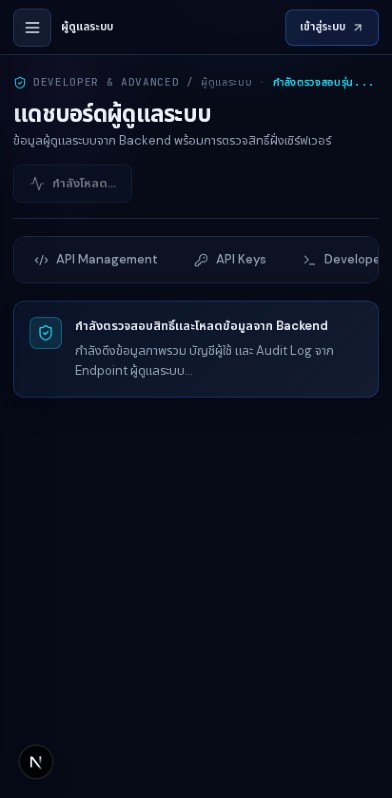 ผู้ดูแลระบบ
เข้าสู่ระบบ
DEVELOPER & ADVANCED / ผู้ดูแลระบบ · กำลังตรวจสอบรุ่น...
แดชบอร์ดผู้ดูแลระบบ
ข้อมูลผู้ดูแลระบบจาก Backend พร้อมการตรวจสิทธิ์ฝั่งเซิร์ฟเวอร์
กำลังโหลด...
API Management
API Keys
Develope
กำลังตรวจสอบสิทธิ์และโหลดข้อมูลจาก Backend
กำลังดึงข้อมูลภาพรวม บัญชีผู้ใช้ และ Audit Log จาก
Endpoint ผู้ดูแลระบบ...
N